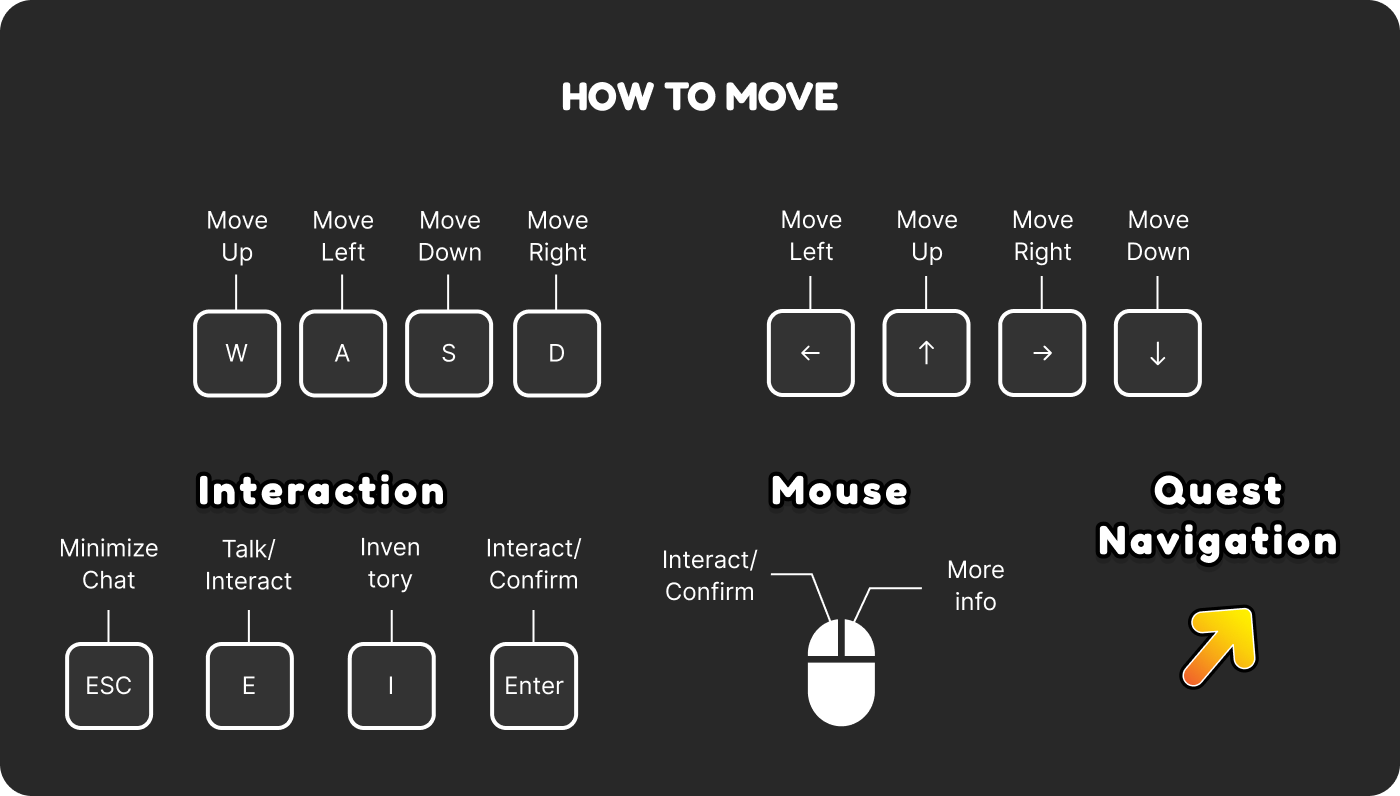 HOW TO MOVE
Move
Up
Move
Left
Move
Down
Move
Right
W
A
S
D
Move
Left
Move
Up
Move
Right
Move
Down
←
↑
→
↓
Interaction
Minimize
Chat
Talk/
Interact
Inven
tory
Interact/
Confirm
ESC
E
I
Enter
Mouse
Interact/
Confirm
More
info
Quest
Navigation